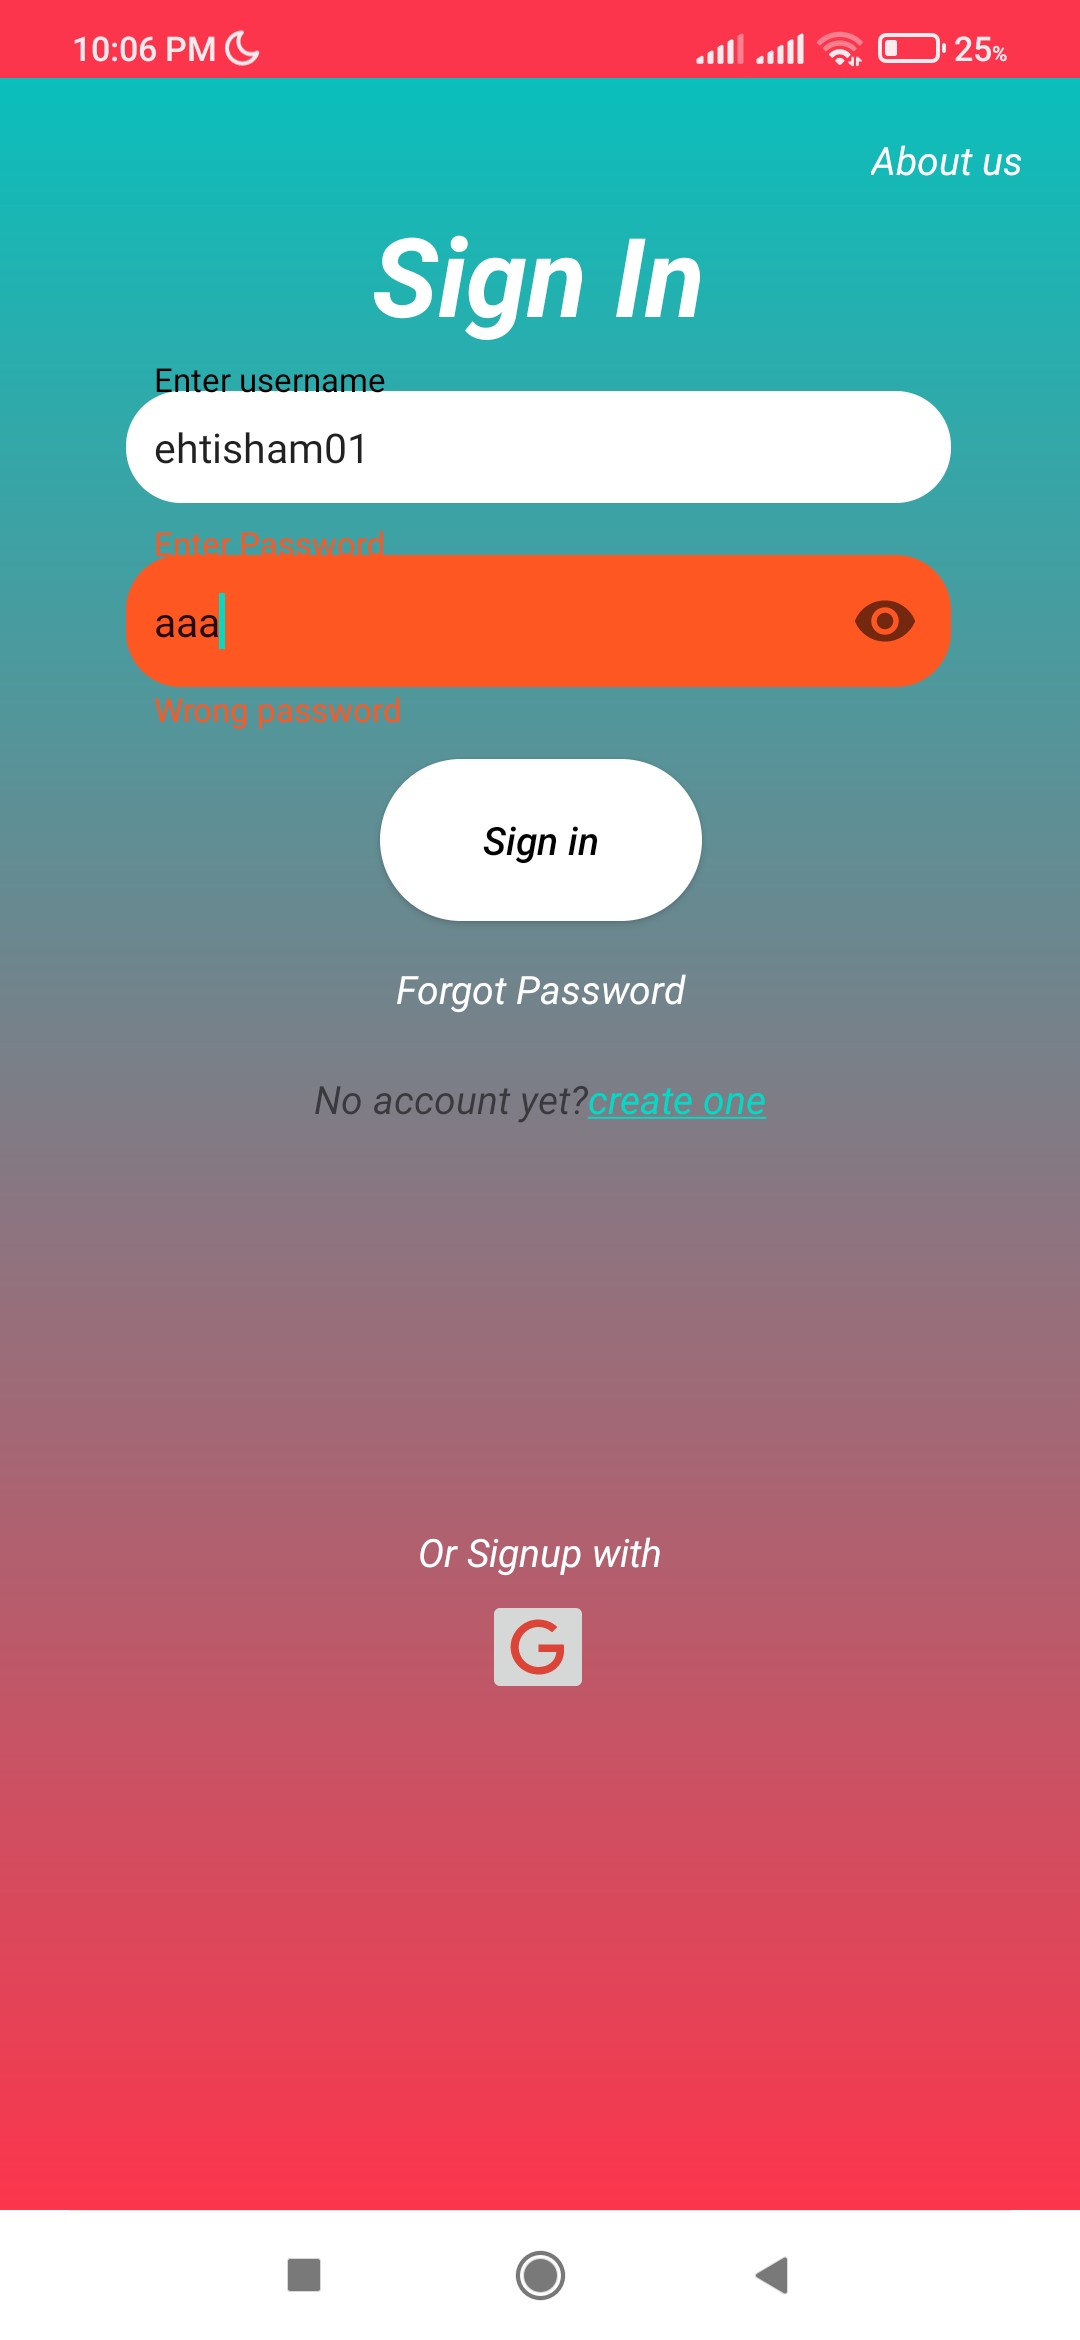 10:06 PM 25%
About us
Sign In
Enter username
ehtisham01
Enter Password
aaa
Wrong password
Sign in
Forgot Password
No account yet?create one
Or Signup with
G